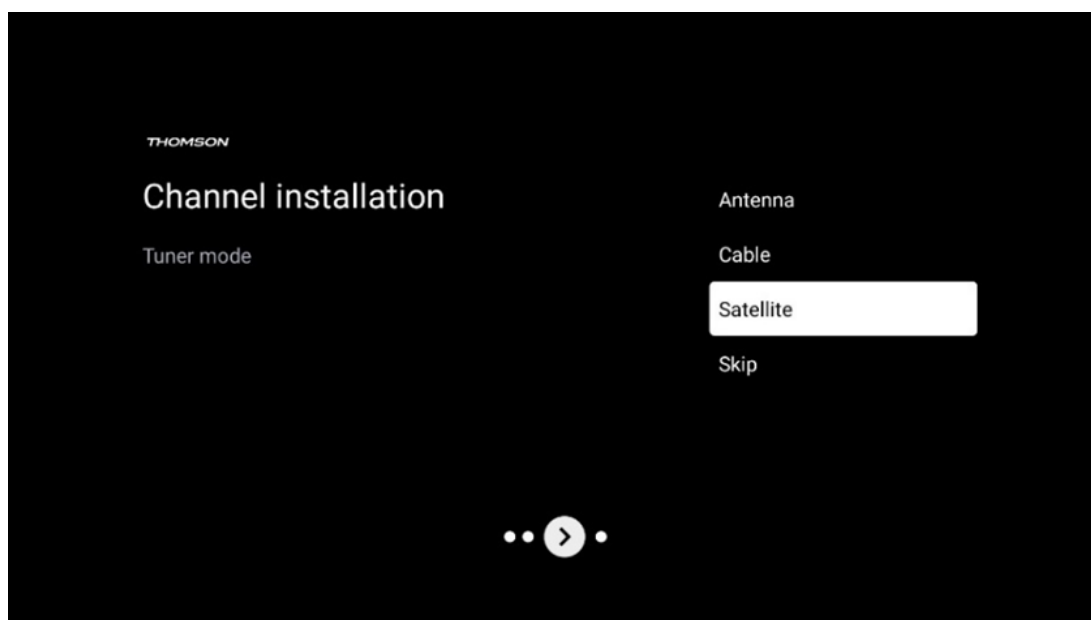 THOMSON
Channel installation
Tuner mode
Antenna
Cable
Satellite
Skip